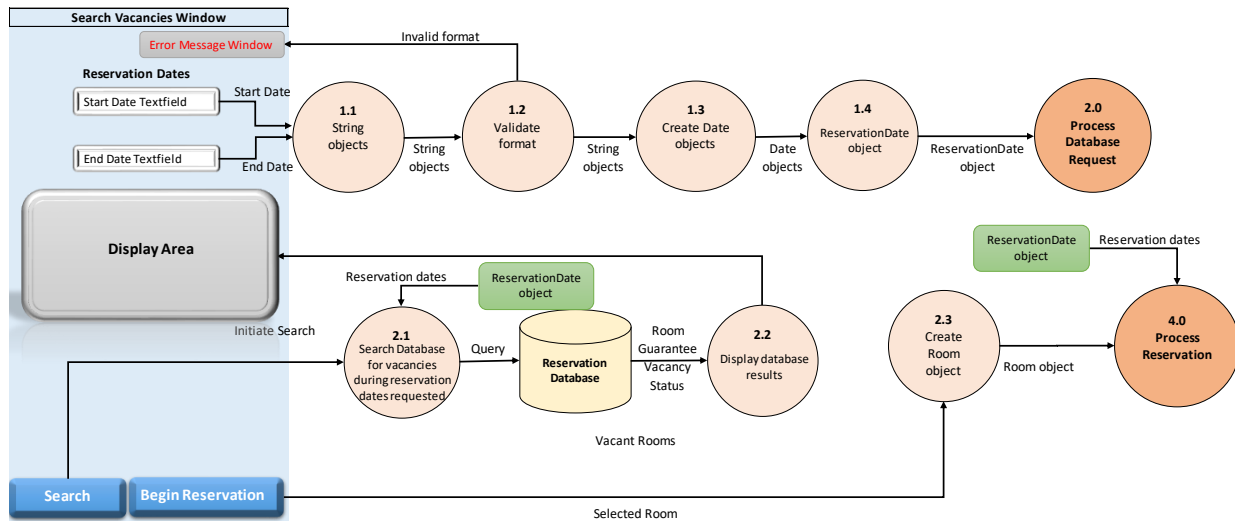 Search Vacancies Window
Error Message Window
Invalid format
Reservation Dates
Start Date Textfield
Start Date
End Date Textfield
End Date
1.1
String
objects
String
objects
1.2
Validate
format
String
objects
1.3
Create Date
objects
Date
objects
1.4
ReservationDate
object
ReservationDate
object
2.0
Process
Database
Request
Display Area
ReservationDate
object
Reservation dates
Reservation dates
ReservationDate
object
Initiate Search
2.1
Search Database
for vacancies
during reservation
dates requested
Query
Reservation
Database
Room
Guarantee
Vacancy
Status
2.2
Display database
results
2.3
Create
Room
object
Room object
4.0
Process
Reservation
Vacant Rooms
Search
Begin Reservation
Selected Room